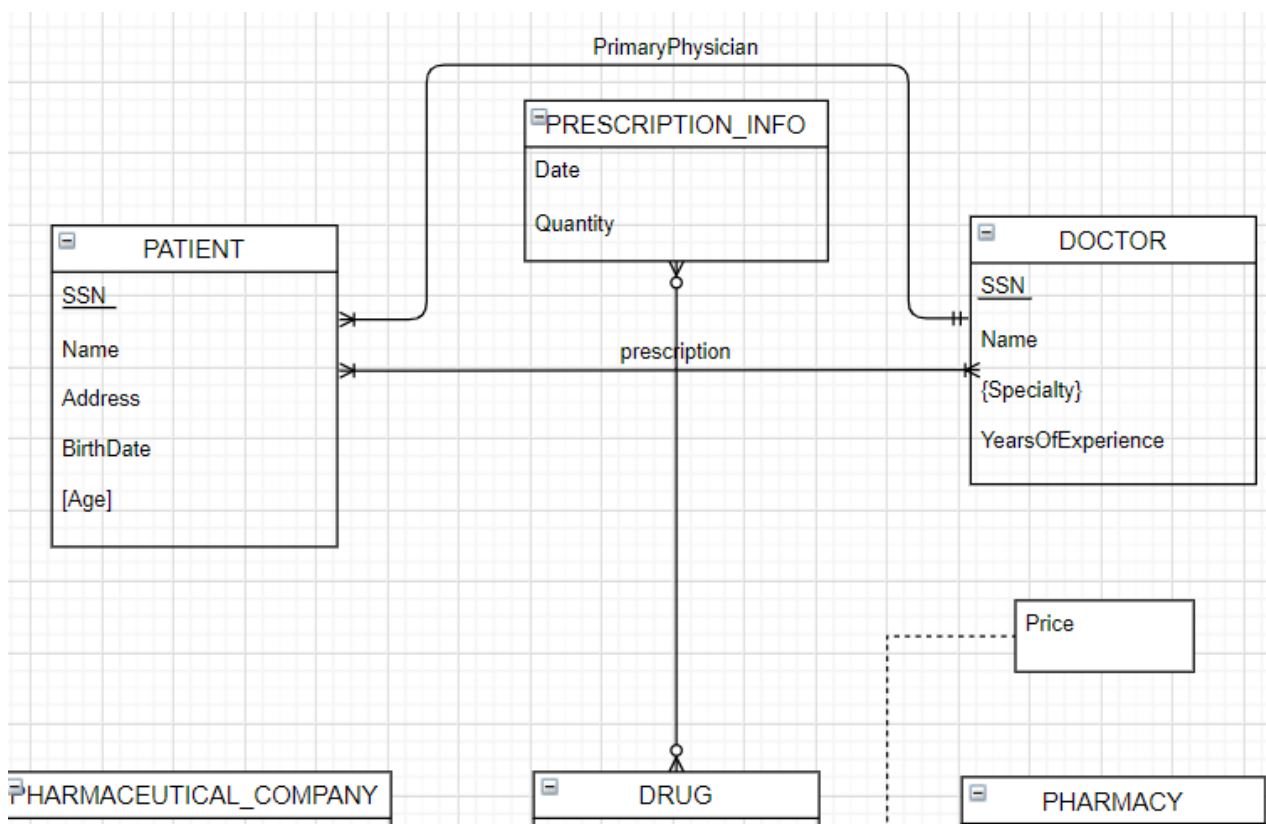 PrimaryPhysician
PRESCRIPTION_INFO
Date
Quantity
PATIENT
SSN
Name
Address
BirthDate
[Age]
DOCTOR
SSN
Name
{Specialty}
YearsOfExperience
prescription
Price
PHARMACEUTICAL_COMPANY
DRUG
PHARMACY